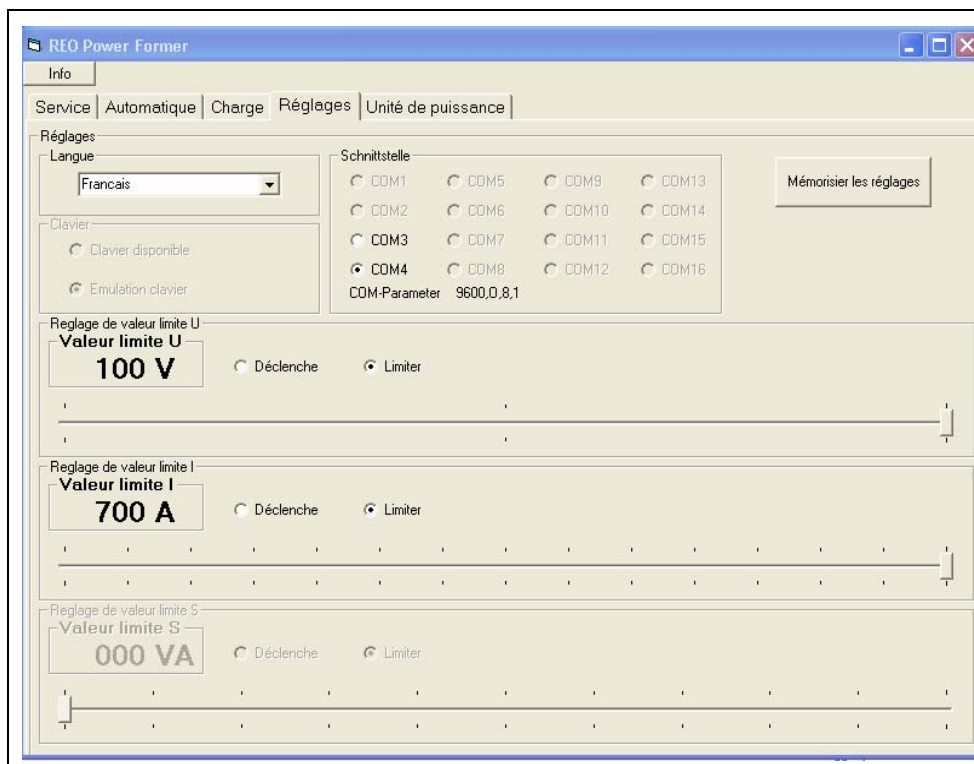 REO Power Former
Info
Service Automatique Charge Réglages Unité de puissance
Réglages
Langue
Francais
Clavier
Clavier disponible
Emulation clavier
Schnittstelle
COM1 COM5 COM9 COM13
COM2 COM6 COM10 COM14
COM3 COM7 COM11 COM15
COM4 COM8 COM12 COM16
COM-Parameter 9600,O,8,1
Mémorisier les réglages
Reglage de valeur limite U
Valeur limite U
100 V Déclenche Limiter
Reglage de valeur limite I
Valeur limite I
700 A Déclenche Limiter
Reglage de valeur limite S
Valeur limite S
000 VA Déclenche Limiter